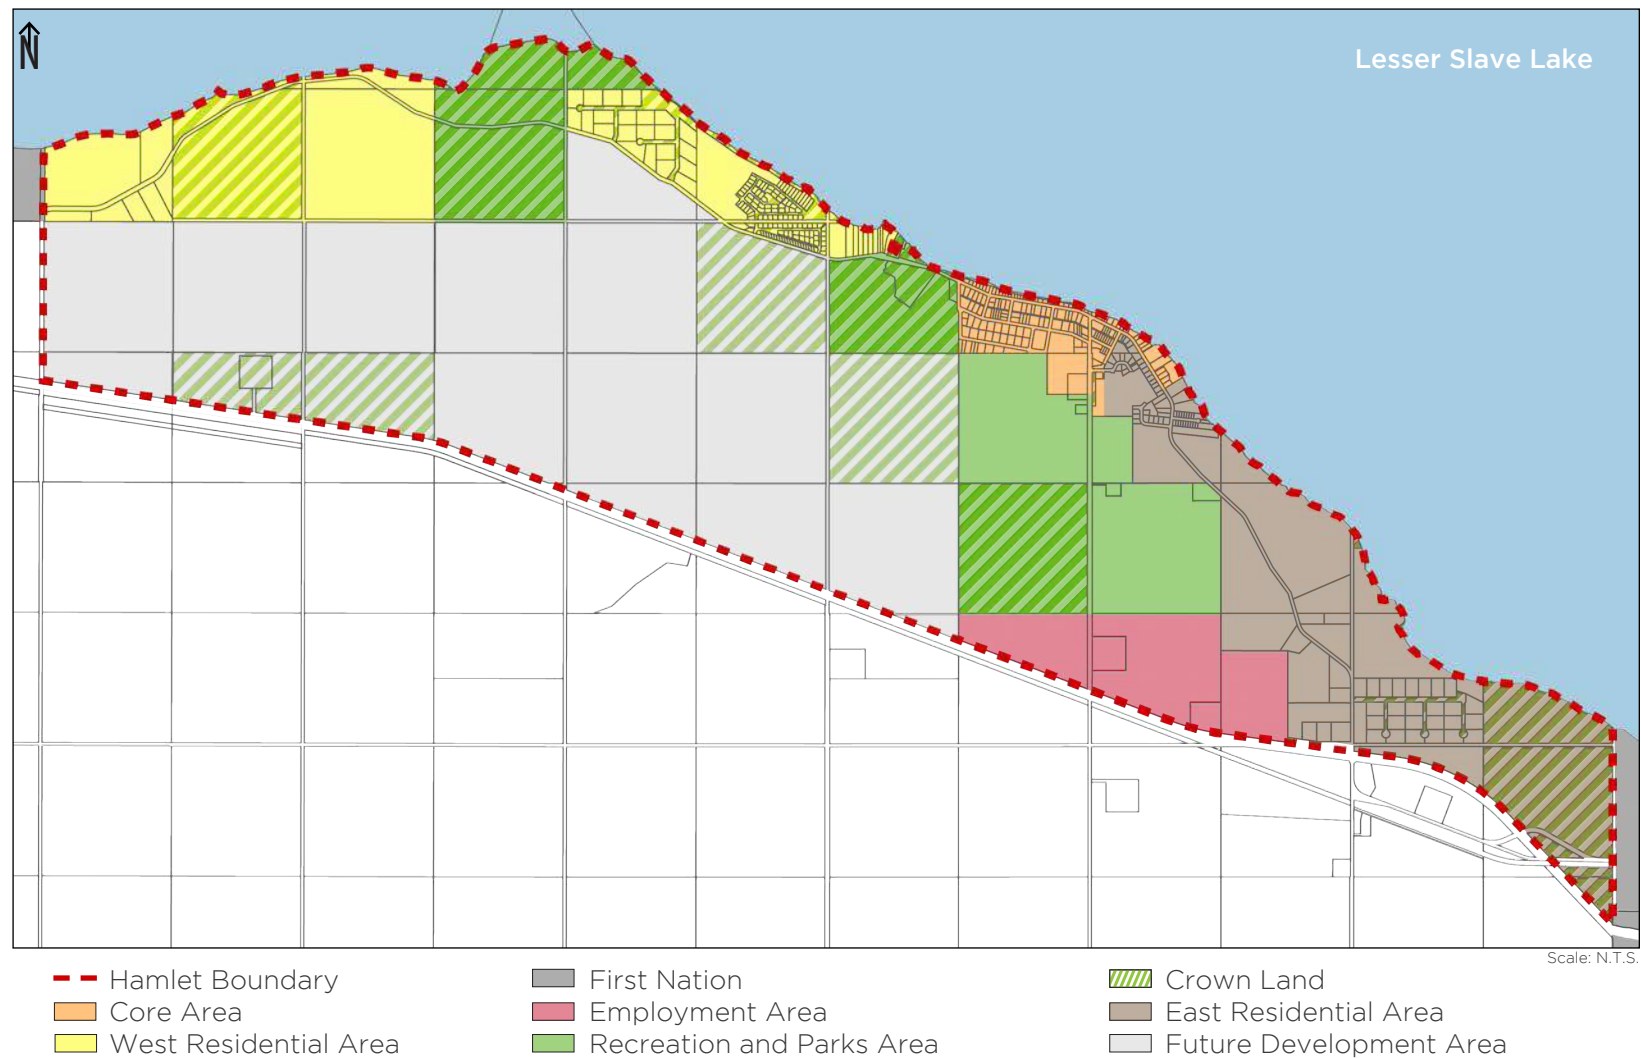 N
Lesser Slave Lake
Scale: N.T.S.
Hamlet Boundary
First Nation
Crown Land
Core Area
Employment Area
East Residential Area
West Residential Area
Recreation and Parks Area
Future Development Area